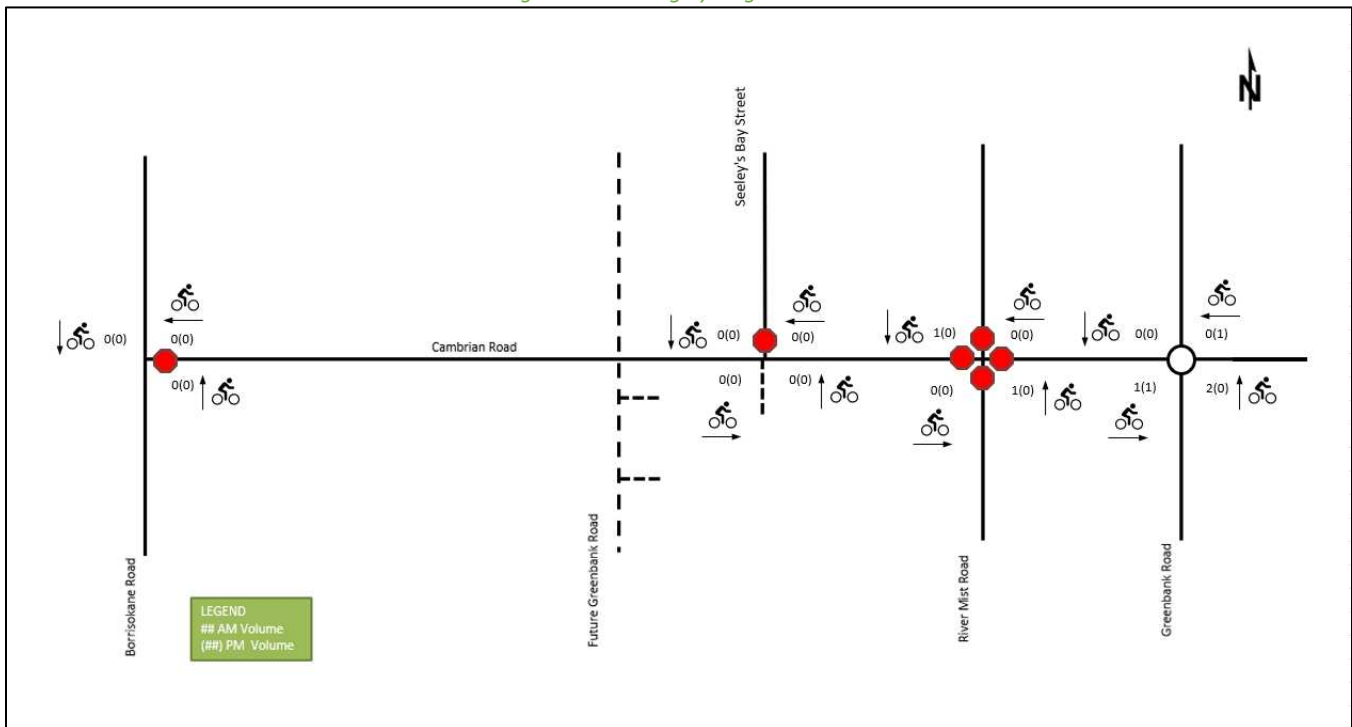 N
Seeley's Bay Street
0(0)
0(0)
0(0)
Cambrian Road
0(0)
0(0)
0(0)
0(0)
1(0)
0(0)
0(0)
1(0)
0(0)
0(1)
1(1)
2(0)
Borrisokane Road
Future Greenbank Road
River Mist Road
Greenbank Road
LEGEND
## AM Volume
(##) PM Volume